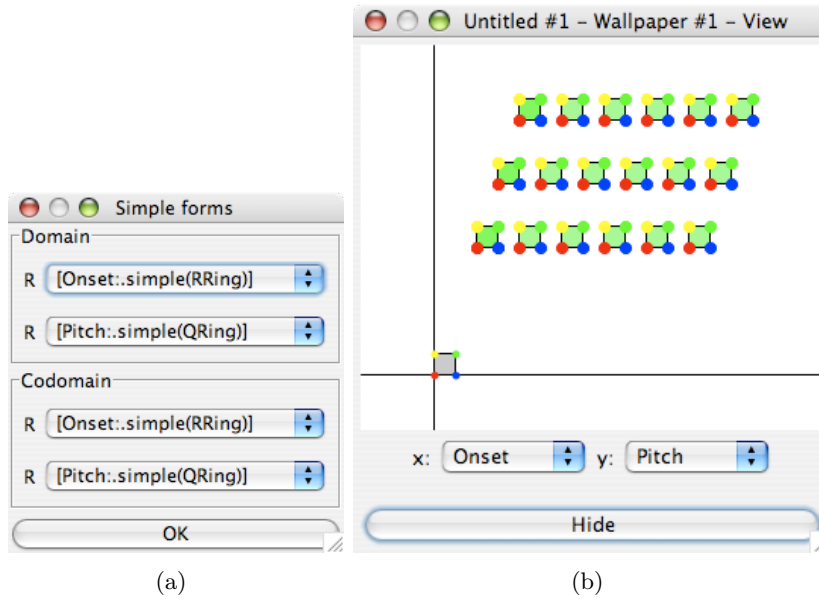 Simple forms
Domain
R [Onset:.simple(RRing)]
R [Pitch:.simple(QRing)]
Codomain
R [Onset:.simple(RRing)]
R [Pitch:.simple(QRing)]
OK
(a)
Untitled #1 – Wallpaper #1 – View
x: Onset y: Pitch
Hide
(b)